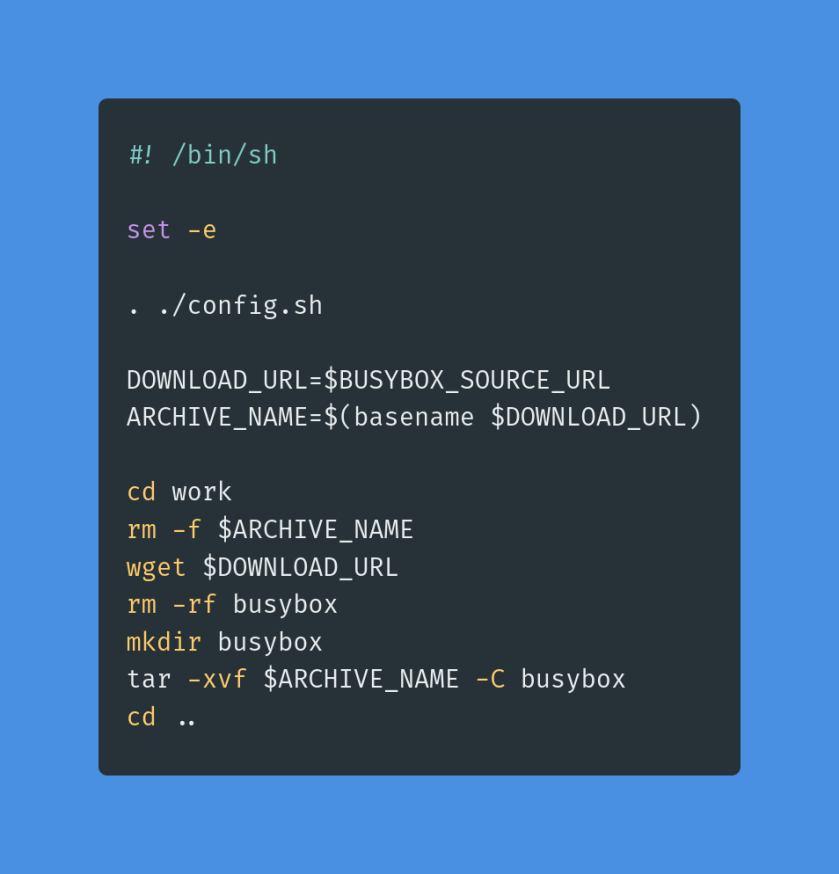 #! /bin/sh
set -e
. ./config.sh
DOWNLOAD_URL=$BUSYBOX_SOURCE_URL
ARCHIVE_NAME=$(basename $DOWNLOAD_URL)
cd work
rm -f $ARCHIVE_NAME
wget $DOWNLOAD_URL
rm -rf busybox
mkdir busybox
tar -xvf $ARCHIVE_NAME -C busybox
cd ..